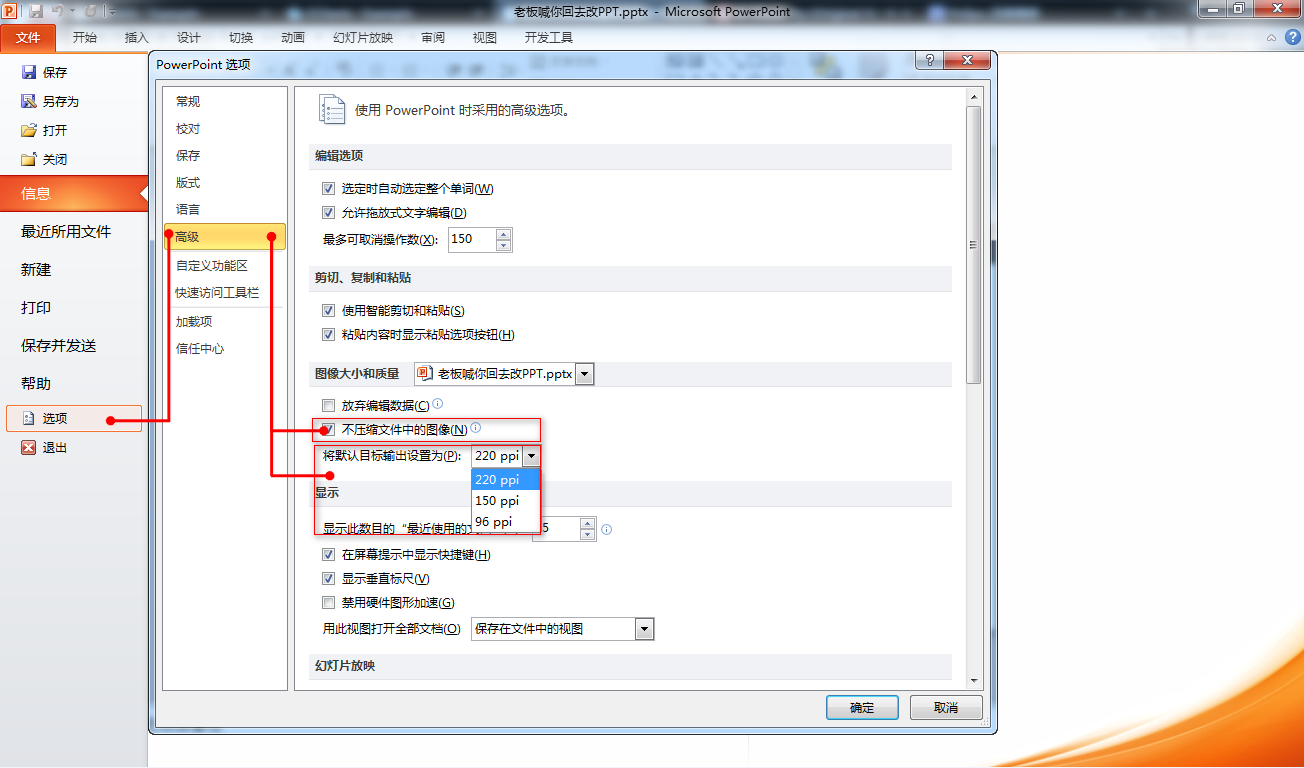 老板喊你回去改PPT.pptx - Microsoft PowerPoint
文件 开始 插入 设计 切换 动画 幻灯片放映 审阅 视图 开发工具
保存
另存为
打开
关闭
信息
最近所用文件
新建
打印
保存并发送
帮助
选项
退出
PowerPoint 选项
常规
校对
保存
版式
语言
高级
自定义功能区
快速访问工具栏
加载项
信任中心
使用 PowerPoint 时采用的高级选项。
编辑选项
选定时自动选定整个单词(W)
允许拖放式文字编辑(D)
最多可取消操作数(X): 150
剪切、复制和粘贴
使用智能剪切和粘贴(S)
粘贴内容时显示粘贴选项按钮(H)
图像大小和质量 老板喊你回去改PPT.pptx
放弃编辑数据(C)
不压缩文件中的图像(N)
将默认目标输出设置为(P): 220 ppi
220 ppi
150 ppi
96 ppi
显示
显示此数目的“最近使用的 5
在屏幕提示中显示快捷键(H)
显示垂直标尺(V)
禁用硬件图形加速(G)
用此视图打开全部文档(O) 保存在文件中的视图
幻灯片放映
确定 取消